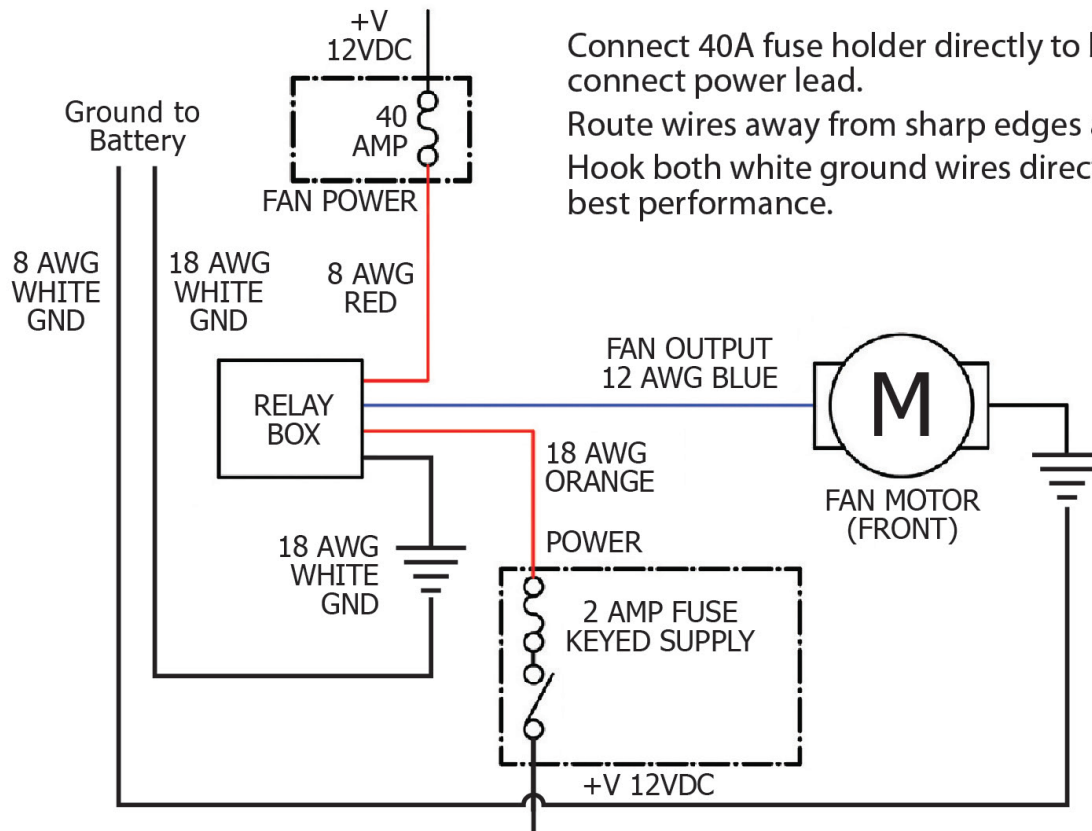 +V
12VDC
40
AMP
FAN POWER
Connect 40A fuse holder directly to
connect power lead.
Route wires away from sharp edges
Hook both white ground wires
best performance.
Ground to
Battery
8 AWG
WHITE
GND
18 AWG
WHITE
GND
8 AWG
RED
RELAY
BOX
FAN OUTPUT
12 AWG BLUE
M
FAN MOTOR
(FRONT)
18 AWG
ORANGE
18 AWG
WHITE
GND
POWER
2 AMP FUSE
KEYED SUPPLY
+V 12VDC